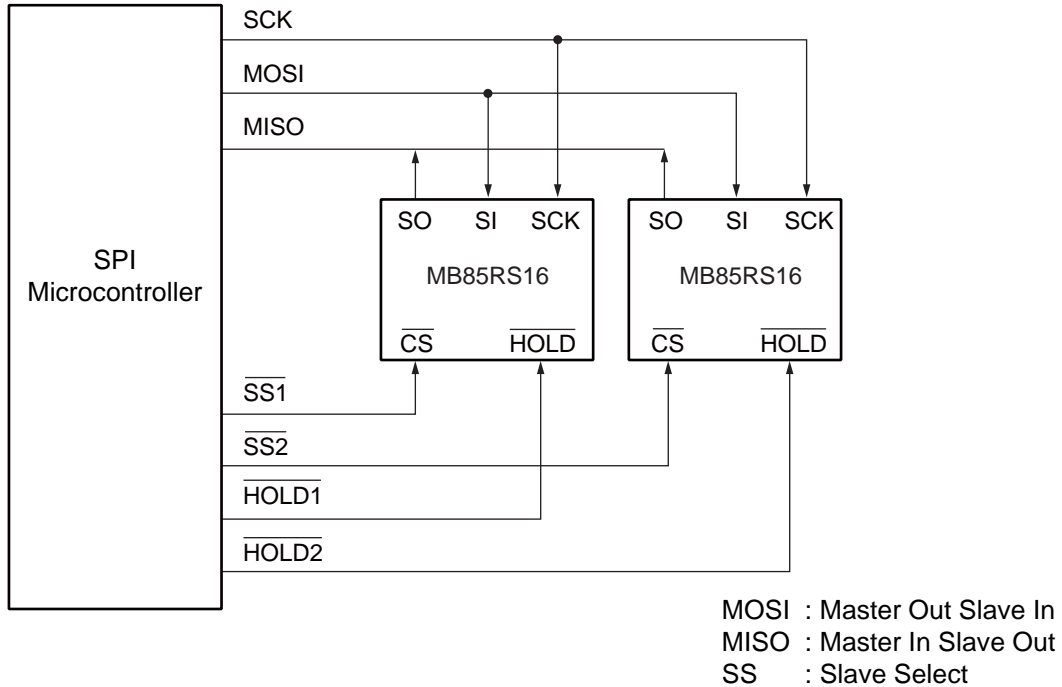 SCK
MOSI
MISO
SO SI SCK
MB85RS16
CS HOLD
SO SI SCK
MB85RS16
CS HOLD
SPI
Microcontroller
SS1
SS2
HOLD1
HOLD2
MOSI : Master Out Slave In
MISO : Master In Slave Out
SS : Slave Select